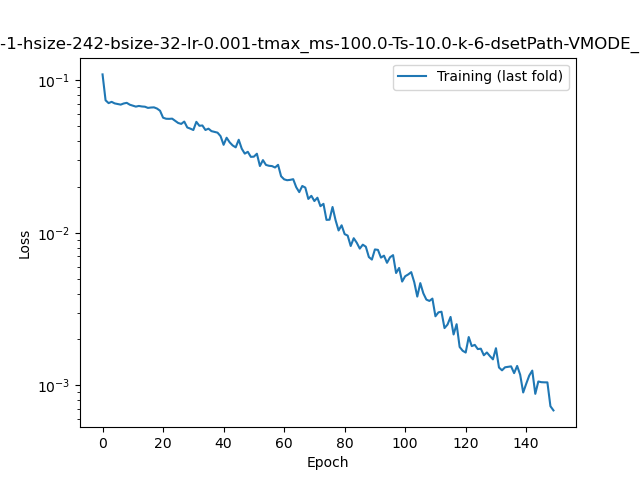 -1-hsize-242-bsize-32-lr-0.001-tmax_ms-100.0-Ts-10.0-k-6-dsetPath-VMODE_
Training (last fold)
10⁻¹
10⁻²
10⁻³
Loss
0 20 40 60 80 100 120 140
Epoch